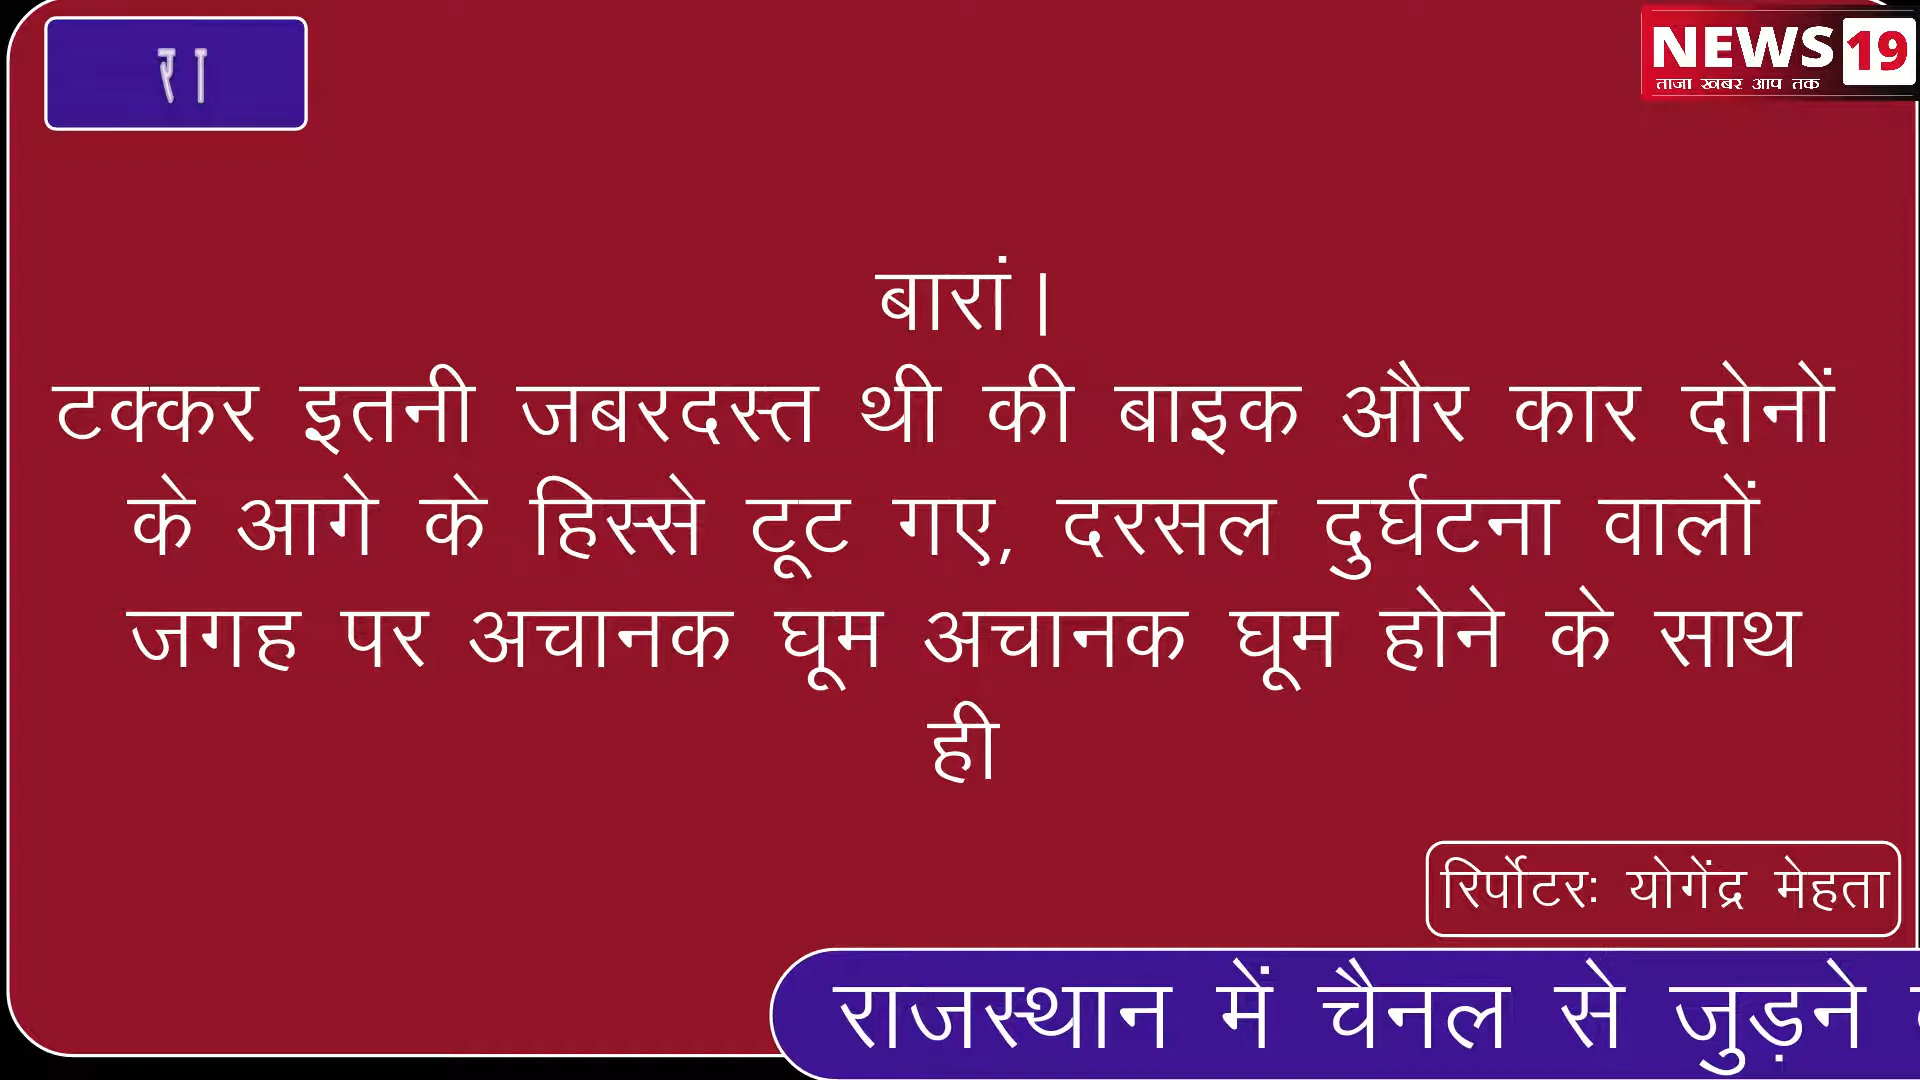 रा
NEWS 19
ताजा खबर आप तक
बारां।
टक्कर इतनी जबरदस्त थी की बाइक और कार दोनों
के आगे के हिस्से टूट गए, दरसल दुर्घटना वालों
जगह पर अचानक घूम अचानक घूम होने के साथ
ही
रिर्पोटरः योगेंद्र मेहता
राजस्थान में चैनल से जुड़ने